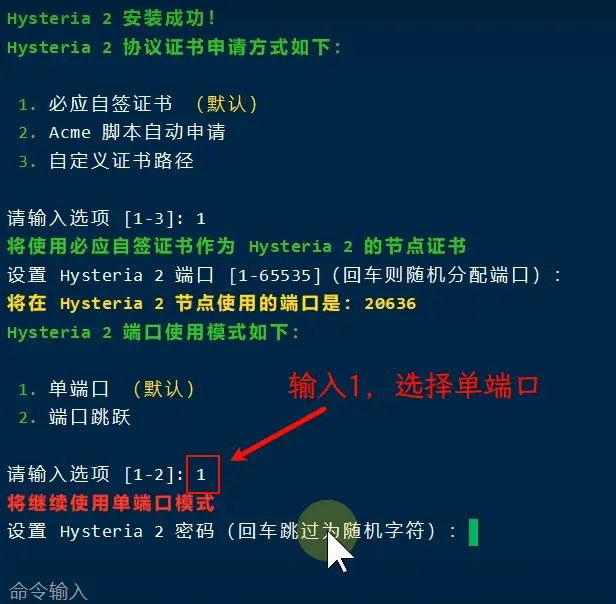 Hysteria 2 安装成功！
Hysteria 2 协议证书申请方式如下：
1. 必应自签证书 （默认）
2. Acme 脚本自动申请
3. 自定义证书路径
请输入选项 [1-3]: 1
将使用必应自签证书作为 Hysteria 2 的节点证书
设置 Hysteria 2 端口 [1-65535]（回车则随机分配端口）：
将在 Hysteria 2 节点使用的端口是：20636
Hysteria 2 端口使用模式如下：
1. 单端口 （默认）
输入1，选择单端口
2. 端口跳跃
请输入选项 [1-2]: 1
将继续使用单端口模式
设置 Hysteria 2 密码（回车跳过为随机字符）：
命令输入